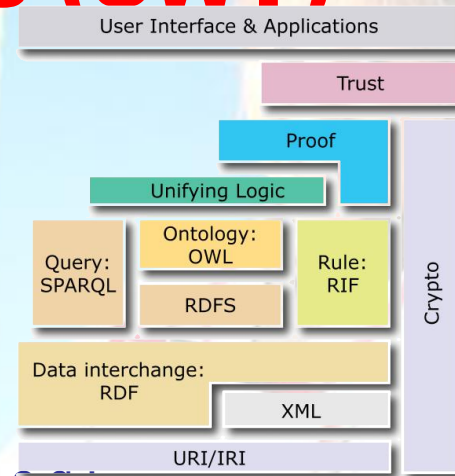 User Interface & Applications
Trust
Proof
Unifying Logic
Query:
SPARQL
Ontology:
OWL
RDFS
Rule:
RIF
Crypto
Data interchange:
RDF
XML
URI/IRI